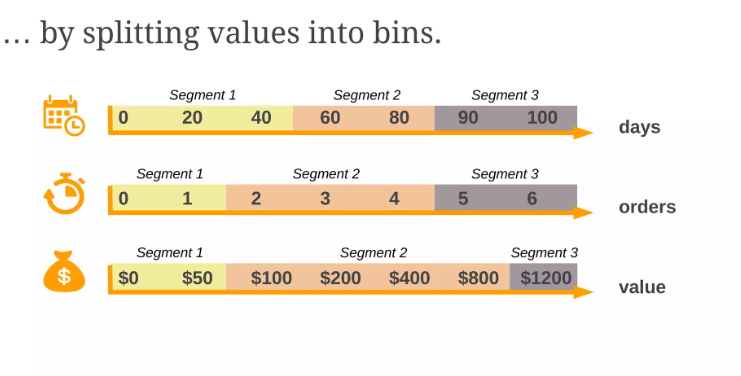 ... by splitting values into bins.
Segment 1 Segment 2 Segment 3
0 20 40 60 80 90 100
days
Segment 1 Segment 2 Segment 3
0 1 2 3 4 5 6
orders
Segment 1 Segment 2 Segment 3
$
$0 $50 $100 $200 $400 $800 $1200
value